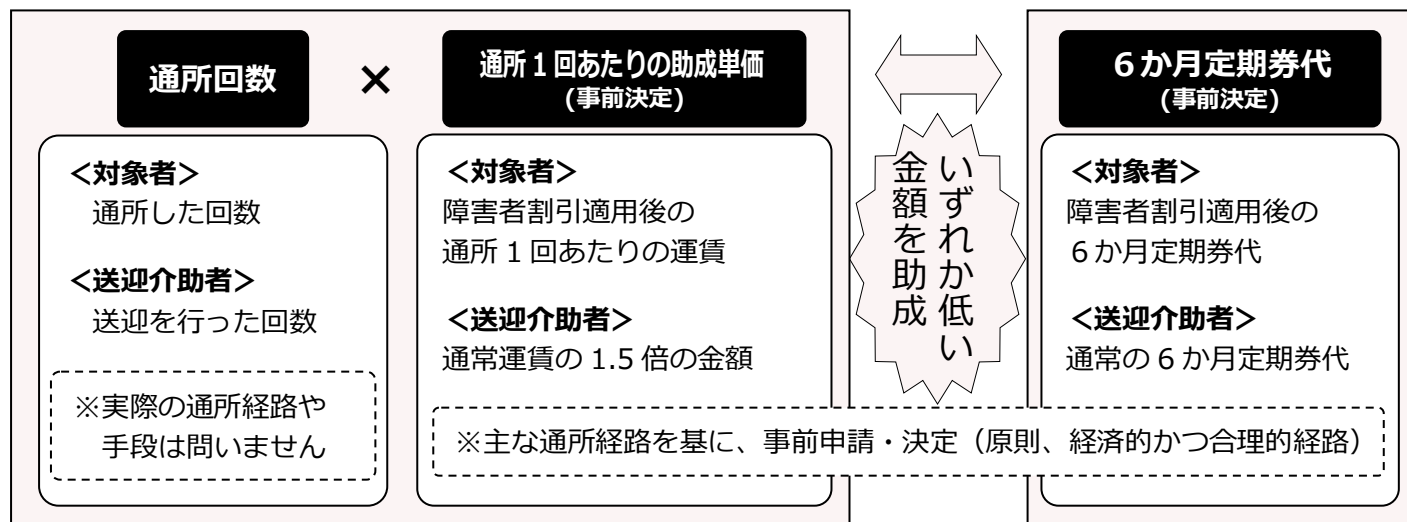 通所回数
×
通所1回あたりの助成単価
(事前決定)
<対象者>
通所した回数
<送迎介助者>
送迎を行った回数
※実際の通所経路や
手段は問いません
<対象者>
障害者割引適用後の
通所1回あたりの運賃
<送迎介助者>
通常運賃の1.5倍の金額
いずれか低い
金額を助成
6か月定期券代
(事前決定)
<対象者>
障害者割引適用後の
6か月定期券代
<送迎介助者>
通常の6か月定期券代
※主な通所経路を基に、事前申請・決定（原則、経済的かつ合理的経路）